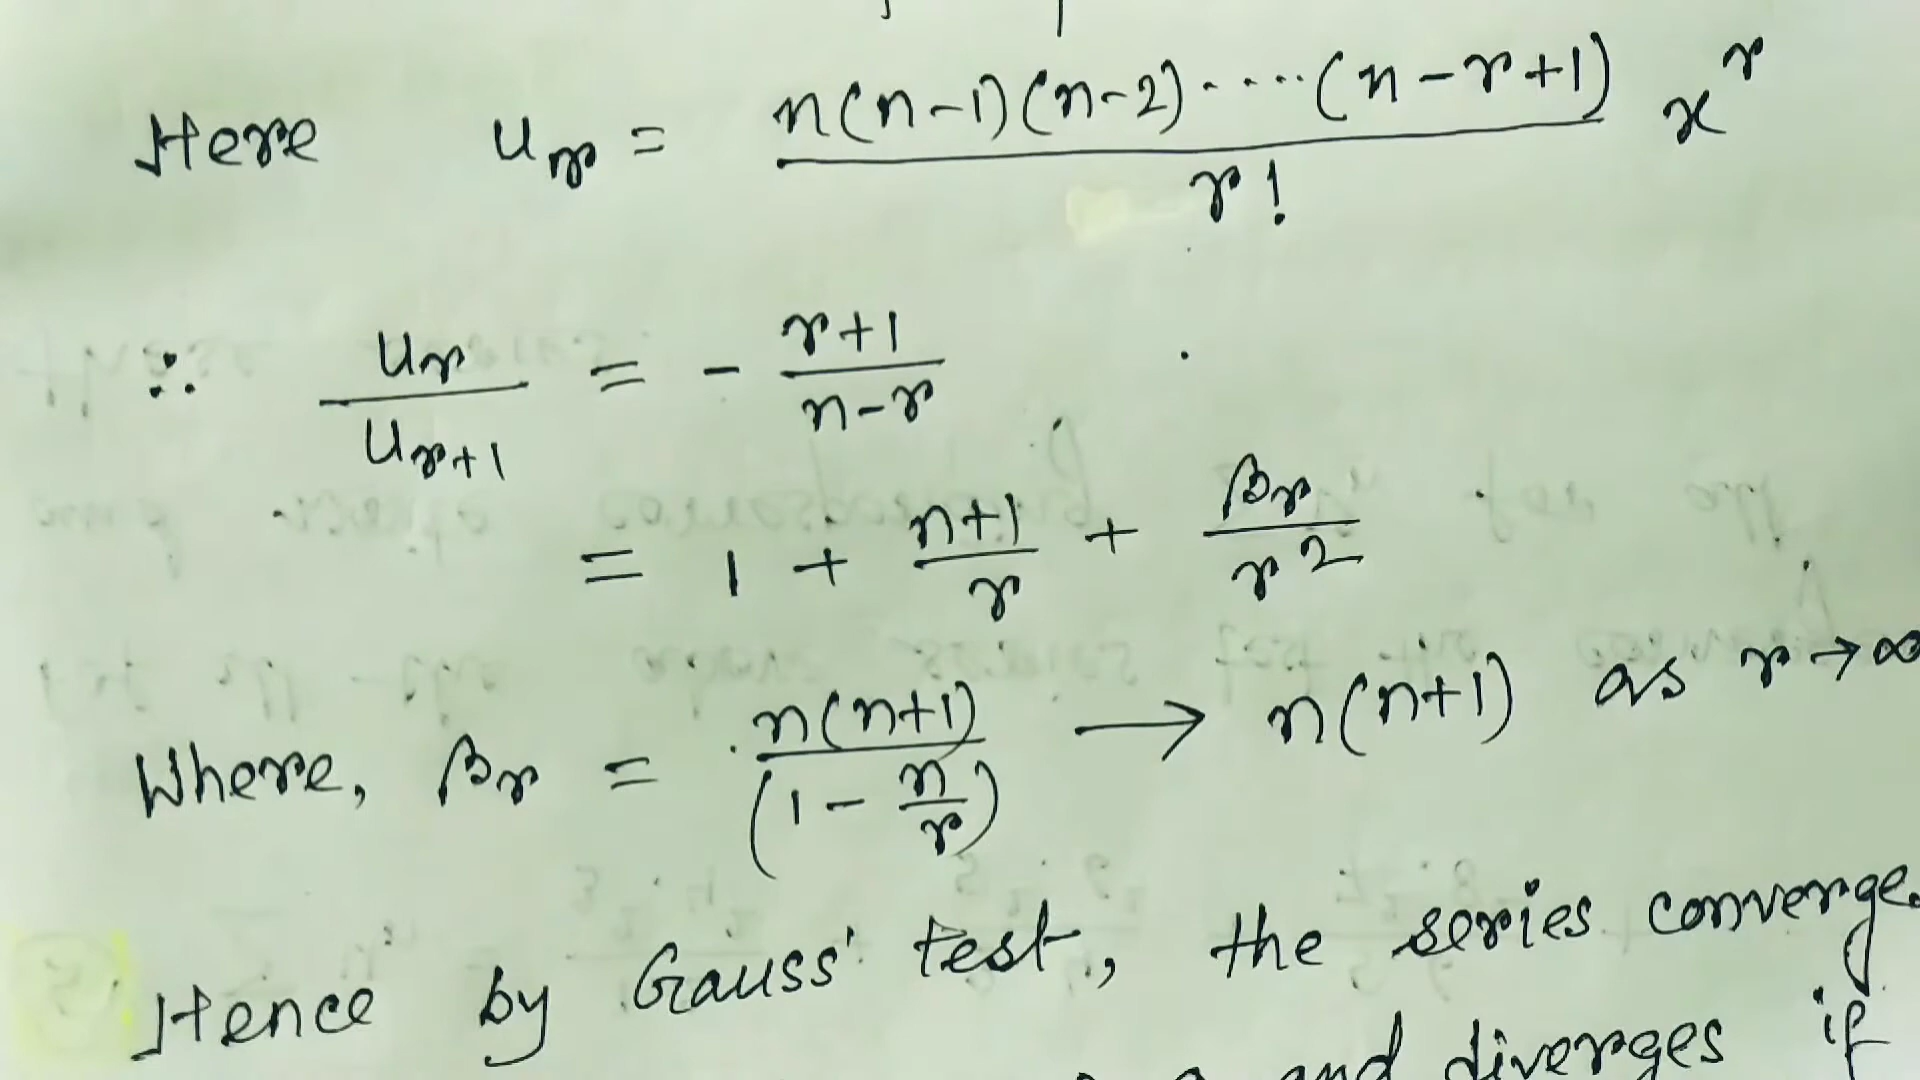 Here u_r = n(n-1)(n-2)·····(n-r+1) / r! x^r
∴ u_r / u_{r+1} = - r+1 / n-r
= 1 + n+1 / r + β_r / r^2
Where, β_r = n(n+1) / (1 - n/r) → n(n+1) as r→∞
Hence by Gauss' test, the series converge
and diverges if